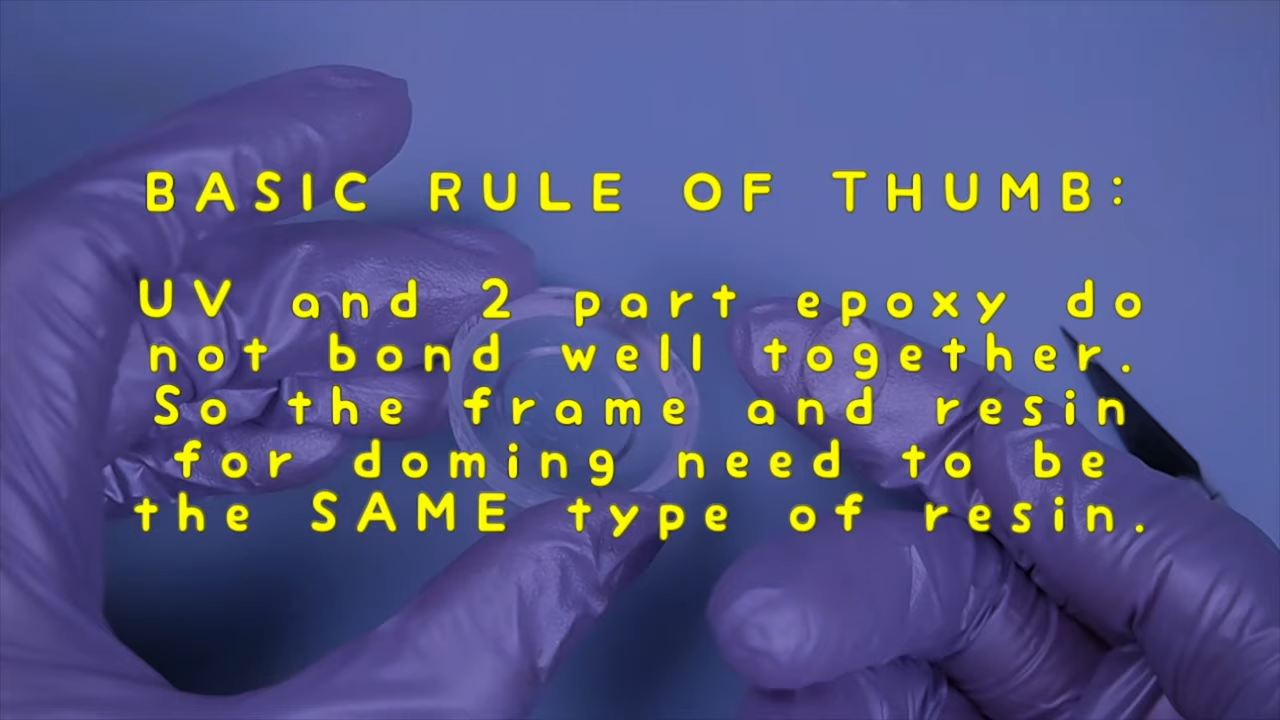 BASIC RULE OF THUMB:
UV and 2 part epoxy do
not bond well together.
So the frame and resin
for doming need to be
the SAME type of resin.